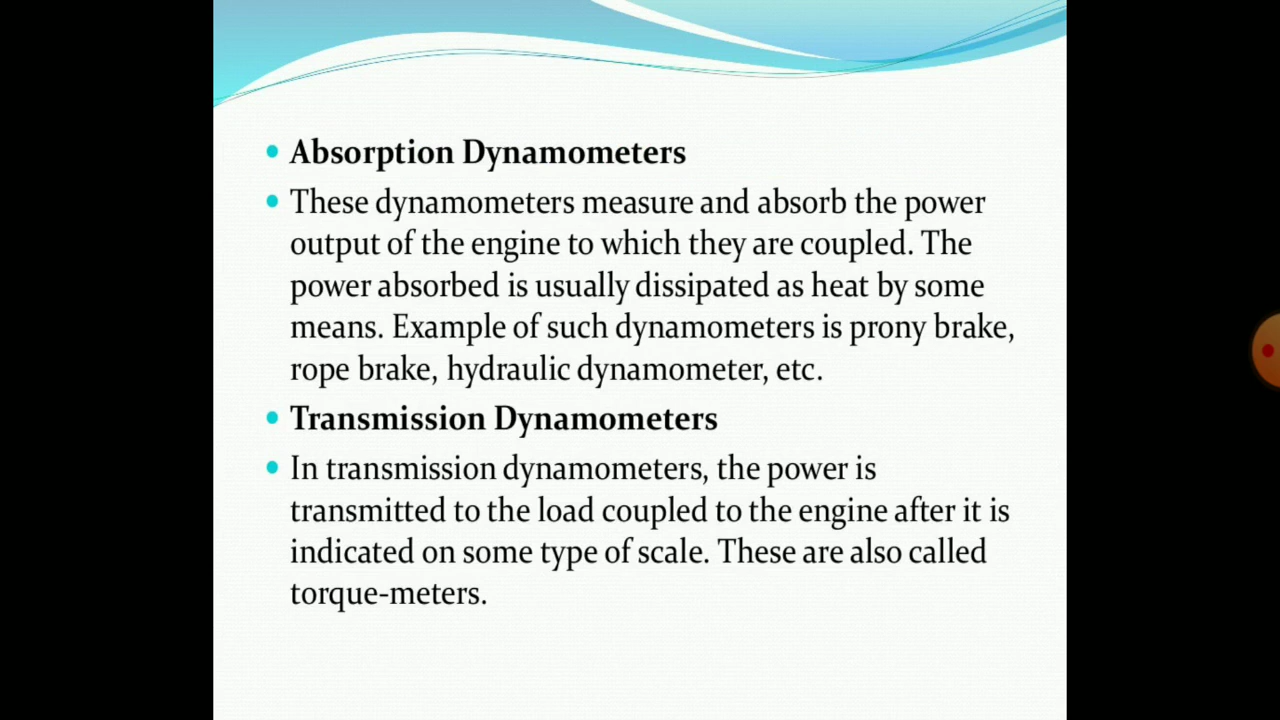 Absorption Dynamometers
These dynamometers measure and absorb the power
output of the engine to which they are coupled. The
power absorbed is usually dissipated as heat by some
means. Example of such dynamometers is prony brake,
rope brake, hydraulic dynamometer, etc.
Transmission Dynamometers
In transmission dynamometers, the power is
transmitted to the load coupled to the engine after it is
indicated on some type of scale. These are also called
torque-meters.